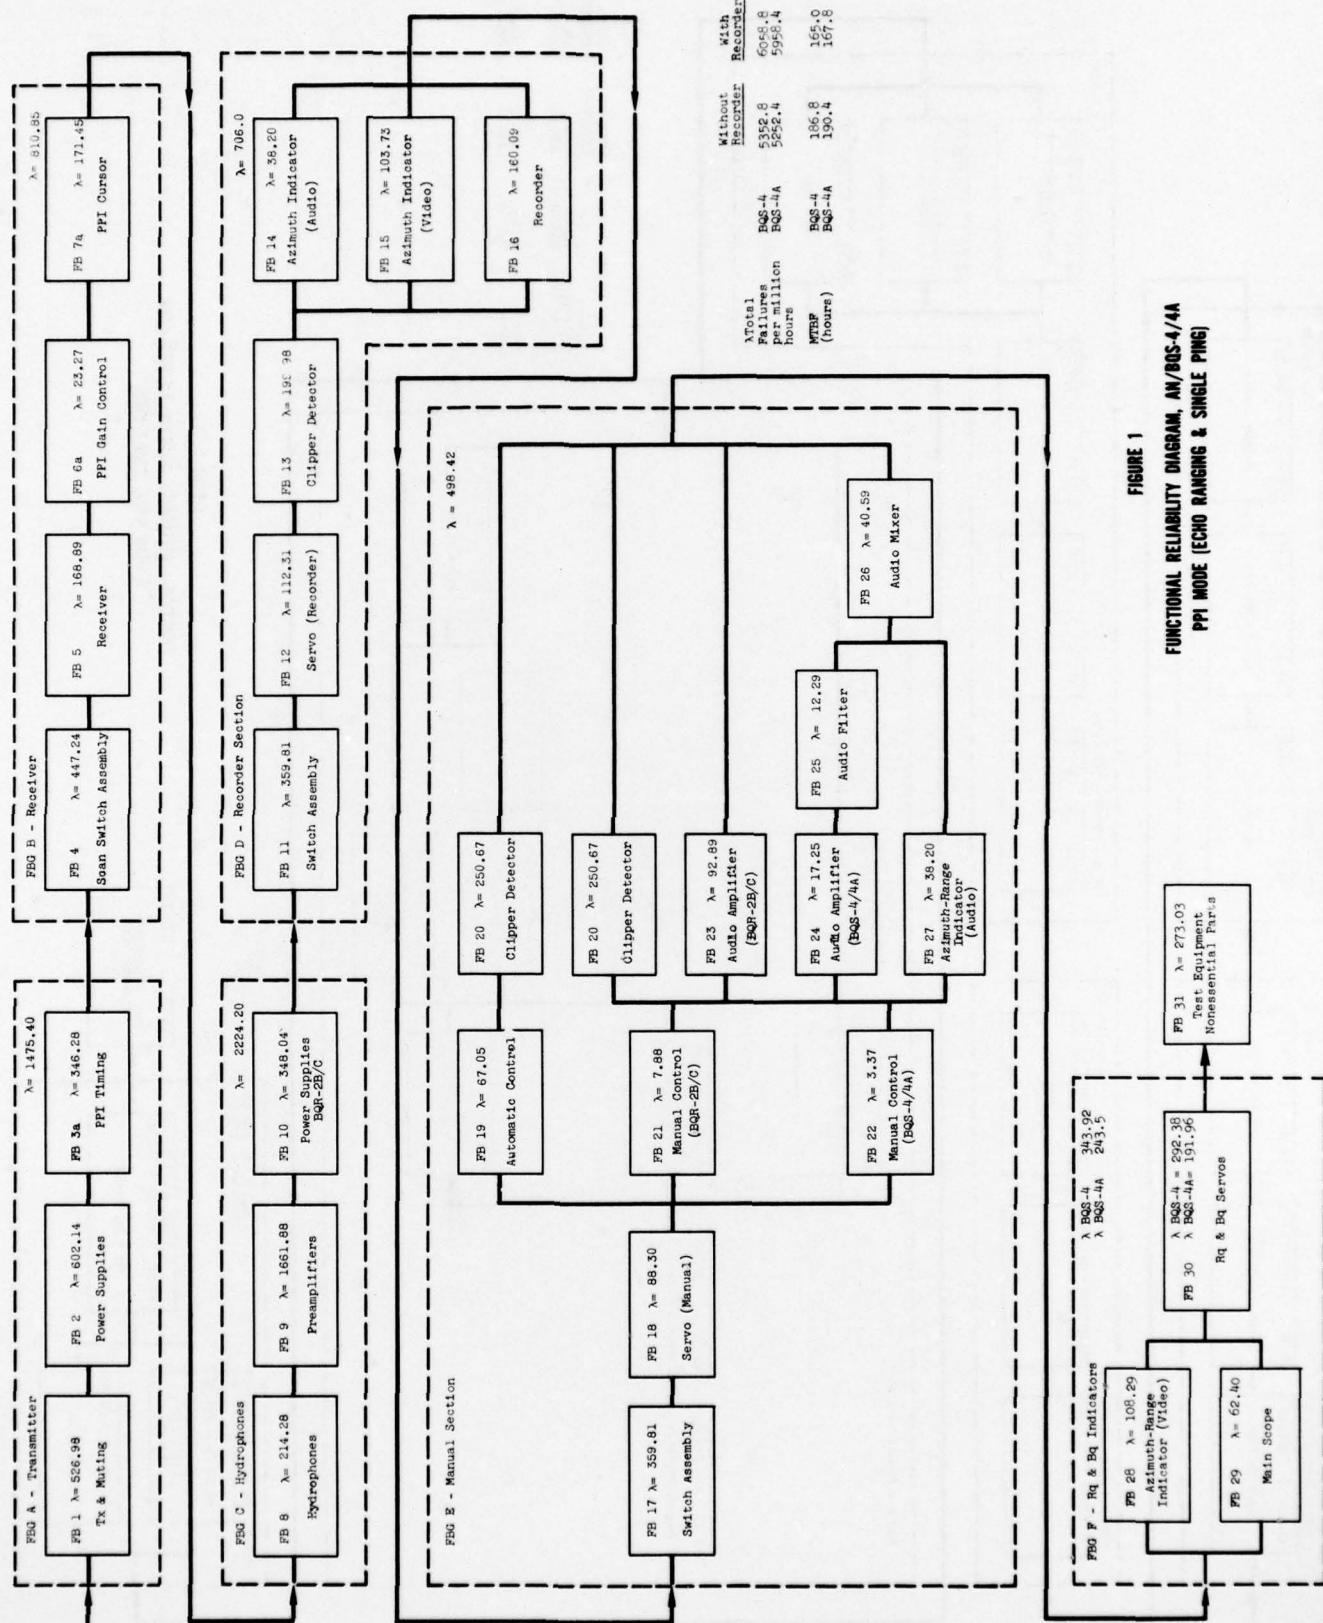 FBG A - Transmitter
λ= 1475.40
FB 1 λ= 526.98
Tx & Muting
FB 2 λ= 602.14
Power Supplies
FB 3a λ= 346.28
PPI Timing
FBG B - Receiver
λ= 810.85
FB 4 λ= 447.24
Scan Switch Assembly
FB 5 λ= 168.89
Receiver
FB 6a λ= 23.27
PPI Gain Control
FB 7a λ= 171.45
PPI Cursor
FBG C - Hydrophones
λ= 2224.20
FB 8 λ= 214.28
Hydrophones
FB 9 λ= 1661.88
Preamplifiers
FB 10 λ= 348.04
Power Supplies
BQR-2B/C
FBG D - Recorder Section
λ= 706.0
FB 11 λ= 359.81
Switch Assembly
FB 12 λ= 112.31
Servo (Recorder)
FB 13 λ= 98
Clipper Detector
FB 14 λ= 38.20
Azimuth Indicator
(Audio)
FB 15 λ= 103.73
Azimuth Indicator
(Video)
FB 16 λ= 160.09
Recorder
FBG E - Manual Section
λ = 498.42
FB 17 λ= 359.81
Switch Assembly
FB 18 λ= 88.30
Servo (Manual)
FB 19 λ= 67.05
Automatic Control
FB 20 λ= 250.67
Clipper Detector
FB 21 λ= 7.88
Manual Control
(BQR-2B/C)
FB 20 λ= 250.67
Clipper Detector
FB 23 λ= 92.89
Audio Amplifier
(BQR-2B/C)
FB 22 λ= 3.37
Manual Control
(BQS-4/4A)
FB 24 λ= 17.25
Audio Amplifier
(BQS-4/4A)
FB 25 λ= 12.29
Audio Filter
FB 26 λ= 40.59
Audio Mixer
FB 27 λ= 38.20
Azimuth-Range
Indicator
(Audio)
Without With
Recorder Recorder
λTotal
Failures BQS-4 5352.8 6058.8
per million BQS-4A 5252.4 5958.4
hours
MTBF BQS-4 186.8 165.0
(hours) BQS-4A 190.4 167.8
FBG F - Rq & Bq Indicators
λ BQS-4 343.92
λ BQS-4A 243.5
FB 28 λ= 108.29
Azimuth-Range
Indicator (Video)
FB 29 λ= 62.40
Main Scope
λ BQS-4 = 292.38
FB 30 λ BQS-4A= 191.96
Rq & Bq Servos
FB 31 λ= 273.03
Test Equipment
Nonessential Parts
FIGURE 1
FUNCTIONAL RELIABILITY DIAGRAM, AN/BQS-4/4A
PPI MODE (ECHO RANGING & SINGLE PING)